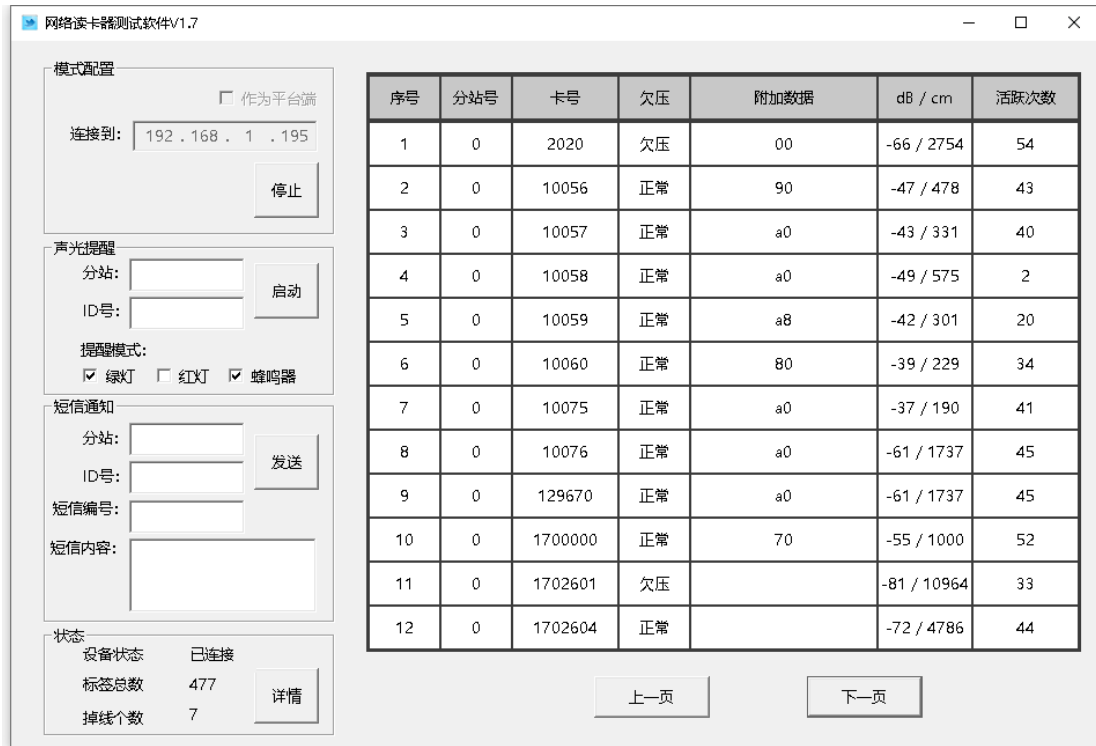 网络读卡器测试软件V1.7
模式配置
作为平台端
连接到: 192 . 168 . 1 . 195
停止
声光提醒
分站:
启动
ID号:
提醒模式:
绿灯 红灯 蜂鸣器
短信通知
分站:
发送
ID号:
短信编号:
短信内容:
状态
设备状态 已连接
标签总数 477
详情
掉线个数 7
序号 分站号 卡号 欠压 附加数据 dB / cm 活跃次数
1 0 2020 欠压 00 -66 / 2754 54
2 0 10056 正常 90 -47 / 478 43
3 0 10057 正常 a0 -43 / 331 40
4 0 10058 正常 a0 -49 / 575 2
5 0 10059 正常 a8 -42 / 301 20
6 0 10060 正常 80 -39 / 229 34
7 0 10075 正常 a0 -37 / 190 41
8 0 10076 正常 a0 -61 / 1737 45
9 0 129670 正常 a0 -61 / 1737 45
10 0 1700000 正常 70 -55 / 1000 52
11 0 1702601 欠压 -81 / 10964 33
12 0 1702604 正常 -72 / 4786 44
上一页 下一页